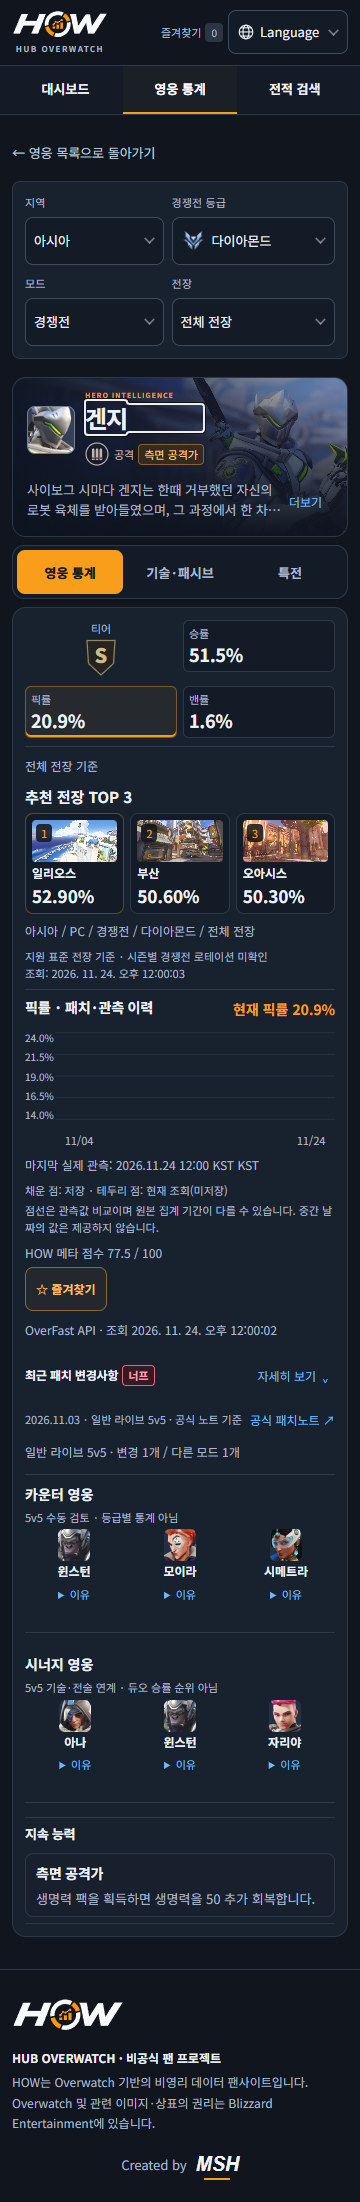 HOW
HUB OVERWATCH
즐겨찾기 0
Language
대시보드
영웅 통계
전적 검색
← 영웅 목록으로 돌아가기
지역
경쟁전 등급
아시아
다이아몬드
모드
전장
경쟁전
전체 전장
HERO INTELLIGENCE
겐지
공격 측면 공격가
사이보그 시마다 겐지는 한때 거부했던 자신의
로봇 육체를 받아들였으며, 그 과정에서 한 차…
더보기
영웅 통계
기술·패시브
특전
티어
S
승률
51.5%
픽률
20.9%
밴률
1.6%
전체 전장 기준
추천 전장 TOP 3
1
2
3
일리오스
부산
오아시스
52.90%
50.60%
50.30%
아시아 / PC / 경쟁전 / 다이아몬드 / 전체 전장
지원 표준 전장 기준 · 시즌별 경쟁전 로테이션 미확인
조회: 2026. 11. 24. 오후 12:00:03
픽률 · 패치·관측 이력
현재 픽률 20.9%
24.0%
21.5%
19.0%
16.5%
14.0%
11/04
11/24
마지막 실제 관측: 2026.11.24 12:00 KST KST
채운 점: 저장 · 테두리 점: 현재 조회(미저장)
점선은 관측값 비교이며 원본 집계 기간이 다를 수 있습니다. 중간 날
짜의 값은 제공하지 않습니다.
HOW 메타 점수 77.5 / 100
☆ 즐겨찾기
OverFast API · 조회 2026. 11. 24. 오후 12:00:02
최근 패치 변경사항 너프
자세히 보기 ⌄
2026.11.03 · 일반 라이브 5v5 · 공식 노트 기준
공식 패치노트 ↗
일반 라이브 5v5 · 변경 1개 / 다른 모드 1개
카운터 영웅
5v5 수동 검토 · 등급별 통계 아님
윈스턴
모이라
시메트라
▶ 이유
▶ 이유
▶ 이유
시너지 영웅
5v5 기술·전술 연계 · 듀오 승률 순위 아님
아나
윈스턴
자리야
▶ 이유
▶ 이유
▶ 이유
지속 능력
측면 공격가
생명력 팩을 획득하면 생명력을 50 추가 회복합니다.
HOW
HUB OVERWATCH · 비공식 팬 프로젝트
HOW는 Overwatch 기반의 비영리 데이터 팬사이트입니다.
Overwatch 및 관련 이미지·상표의 권리는 Blizzard
Entertainment에 있습니다.
Created by MSH